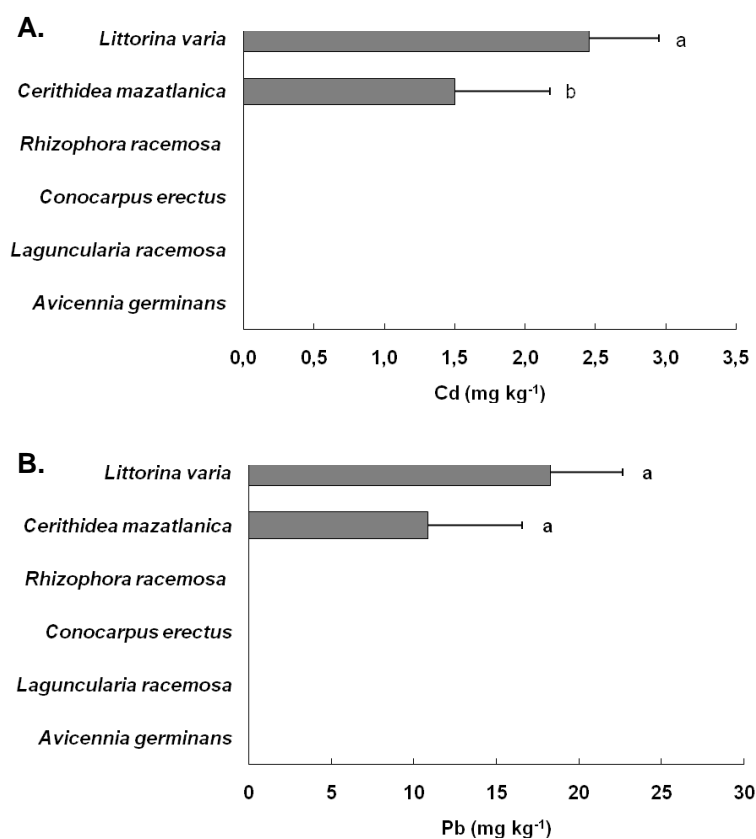 A.
Littorina varia
a
Cerithidea mazatlanica
b
Rhizophora racemosa
Conocarpus erectus
Laguncularia racemosa
Avicennia germinans
0,0 0,5 1,0 1,5 2,0 2,5 3,0 3,5
Cd (mg kg-1)
B.
Littorina varia
a
Cerithidea mazatlanica
a
Rhizophora racemosa
Conocarpus erectus
Laguncularia racemosa
Avicennia germinans
0 5 10 15 20 25 30
Pb (mg kg-1)